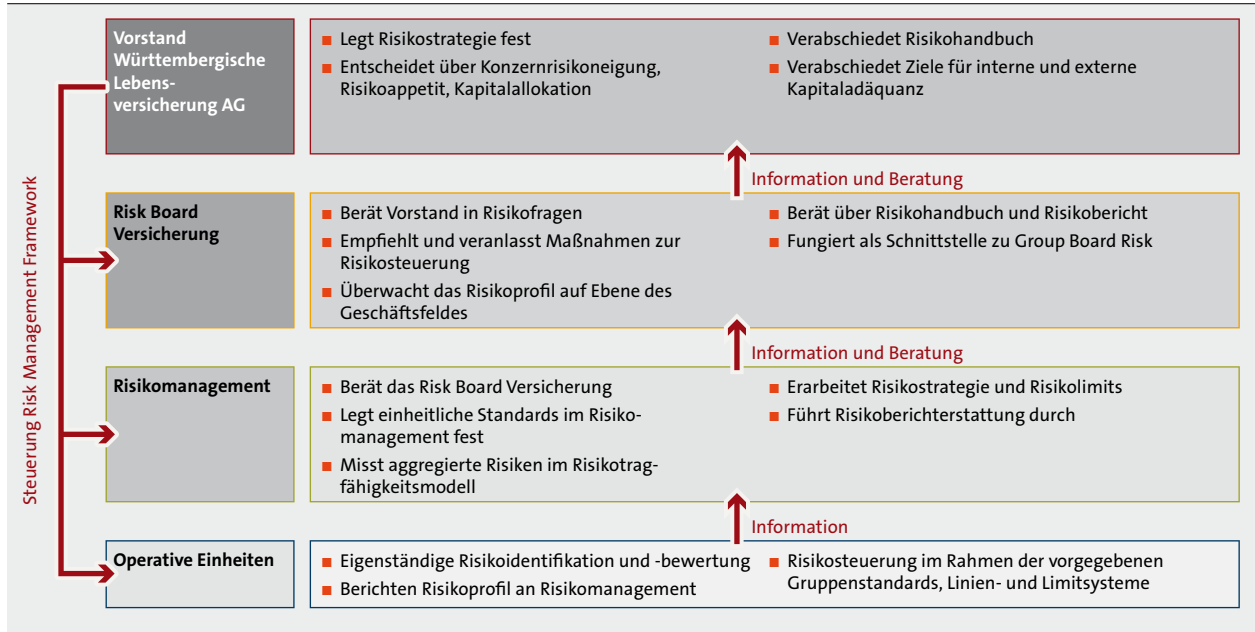 Steuerung Risk Management Framework
Vorstand
Württembergische
Lebens-
versicherung AG
Legt Risikostrategie fest
Entscheidet über Konzernrisikoneigung,
Risikoappetit, Kapitalallokation
Verabschiedet Risikohandbuch
Verabschiedet Ziele für interne und externe
Kapitaladäquanz
Information und Beratung
Risk Board
Versicherung
Berät Vorstand in Risikofragen
Empfiehlt und veranlasst Maßnahmen zur
Risikosteuerung
Überwacht das Risikoprofil auf Ebene des
Geschäftsfeldes
Berät über Risikohandbuch und Risikobericht
Fungiert als Schnittstelle zu Group Board Risk
Information und Beratung
Risikomanagement
Berät das Risk Board Versicherung
Legt einheitliche Standards im Risiko-
management fest
Misst aggregierte Risiken im Risikotrag-
fähigkeitsmodell
Erarbeitet Risikostrategie und Risikolimits
Führt Risikoberichterstattung durch
Information
Operative Einheiten
Eigenständige Risikoidentifikation und -bewertung
Berichten Risikoprofil an Risikomanagement
Risikosteuerung im Rahmen der vorgegebenen
Gruppenstandards, Linien- und Limitsysteme